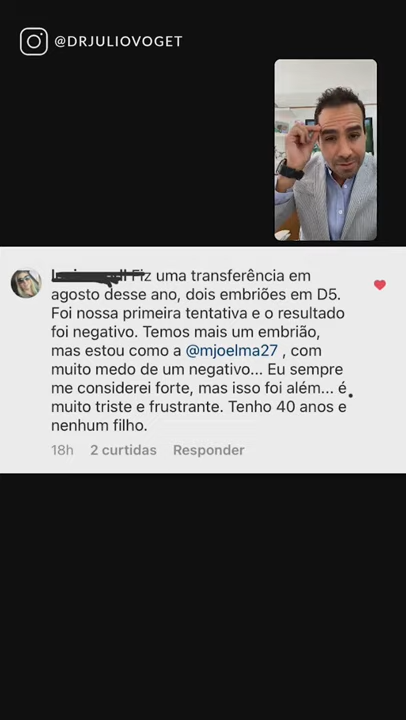 @DRJULIOVOGET
Fiz uma transferência em
agosto desse ano, dois embriões em D5.
Foi nossa primeira tentativa e o resultado
foi negativo. Temos mais um embrião,
mas estou como a @mjoelma27 , com
muito medo de um negativo... Eu sempre
me considerei forte, mas isso foi além... é
muito triste e frustrante. Tenho 40 anos e
nenhum filho.
18h 2 curtidas Responder